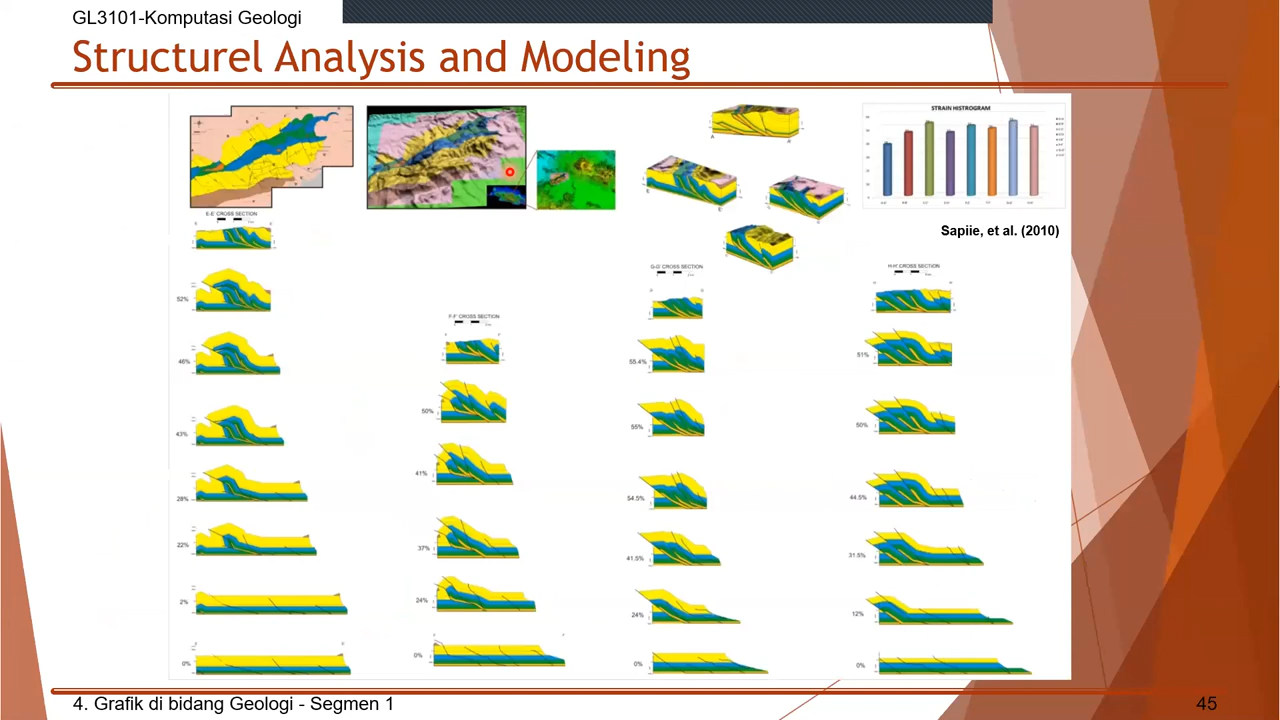 GL3101-Komputasi Geologi
Structurel Analysis and Modeling
STRAIN HISTROGRAM
Sapiie, et al. (2010)
E-E' CROSS SECTION
52%
46%
43%
28%
22%
2%
0%
F-F' CROSS SECTION
50%
41%
37%
24%
0%
G-G' CROSS SECTION
55.4%
55%
54.5%
41.5%
24%
0%
H-H' CROSS SECTION
51%
50%
44.5%
31.5%
12%
0%
4. Grafik di bidang Geologi - Segmen 1
45